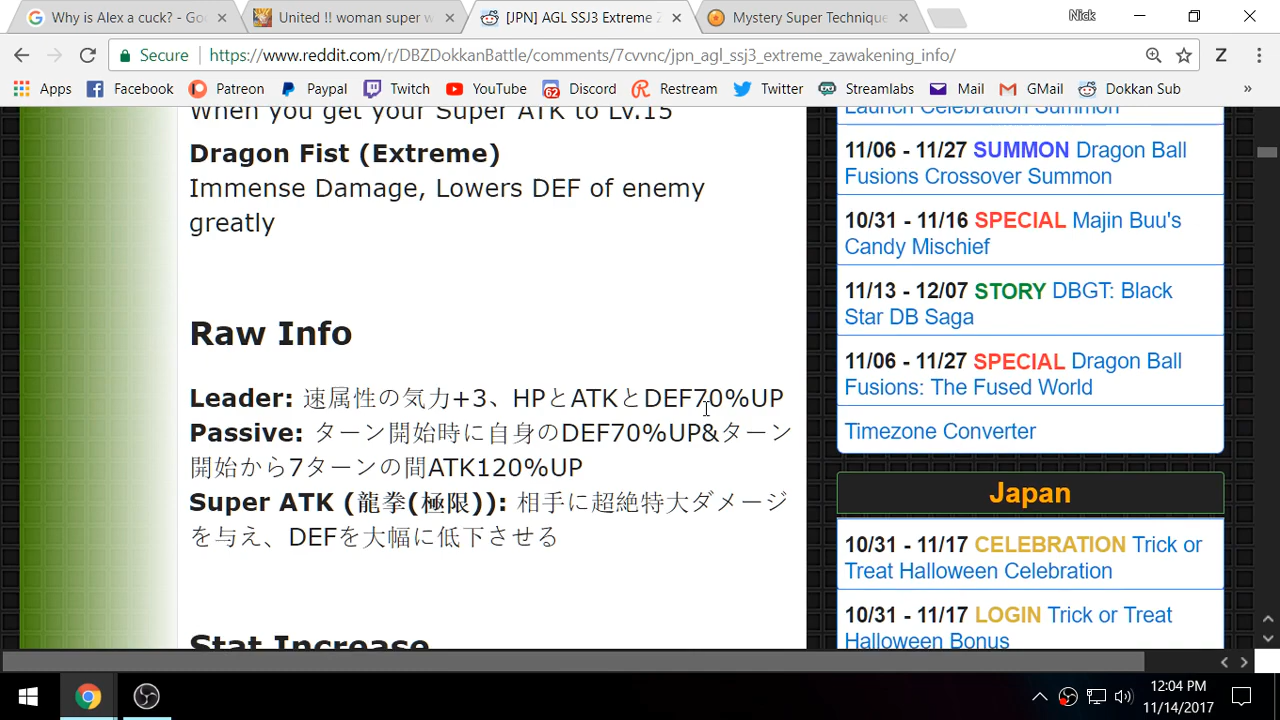 Why is Alex a cuck? - Go
United !! woman super w
[JPN] AGL SSJ3 Extreme Z
Mystery Super Technique
Nick
Secure
https://www.reddit.com/r/DBZDokkanBattle/comments/7cvvnc/jpn_agl_ssj3_extreme_zawakening_info/
Z
Apps
Facebook
Patreon
Paypal
Twitch
YouTube
62
Discord
Restream
Twitter
Streamlabs
Mail
GMail
Dokkan Sub
»
When you get your Super ATK to Lv.15
Dragon Fist (Extreme)
Immense Damage, Lowers DEF of enemy
greatly
Raw Info
Leader: 速属性の気力+3、HPとATKとDEF70%UP
Passive: ターン開始時に自身のDEF70%UP&ターン
開始から7ターンの間ATK120%UP
Super ATK (龍拳(極限)): 相手に超絶特大ダメージ
を与え、DEFを大幅に低下させる
Stat Increase
Launch Celebration Summon
11/06 - 11/27 SUMMON Dragon Ball
Fusions Crossover Summon
10/31 - 11/16 SPECIAL Majin Buu's
Candy Mischief
11/13 - 12/07 STORY DBGT: Black
Star DB Saga
11/06 - 11/27 SPECIAL Dragon Ball
Fusions: The Fused World
Timezone Converter
Japan
10/31 - 11/17 CELEBRATION Trick or
Treat Halloween Celebration
10/31 - 11/17 LOGIN Trick or Treat
Halloween Bonus
12:04 PM
11/14/2017